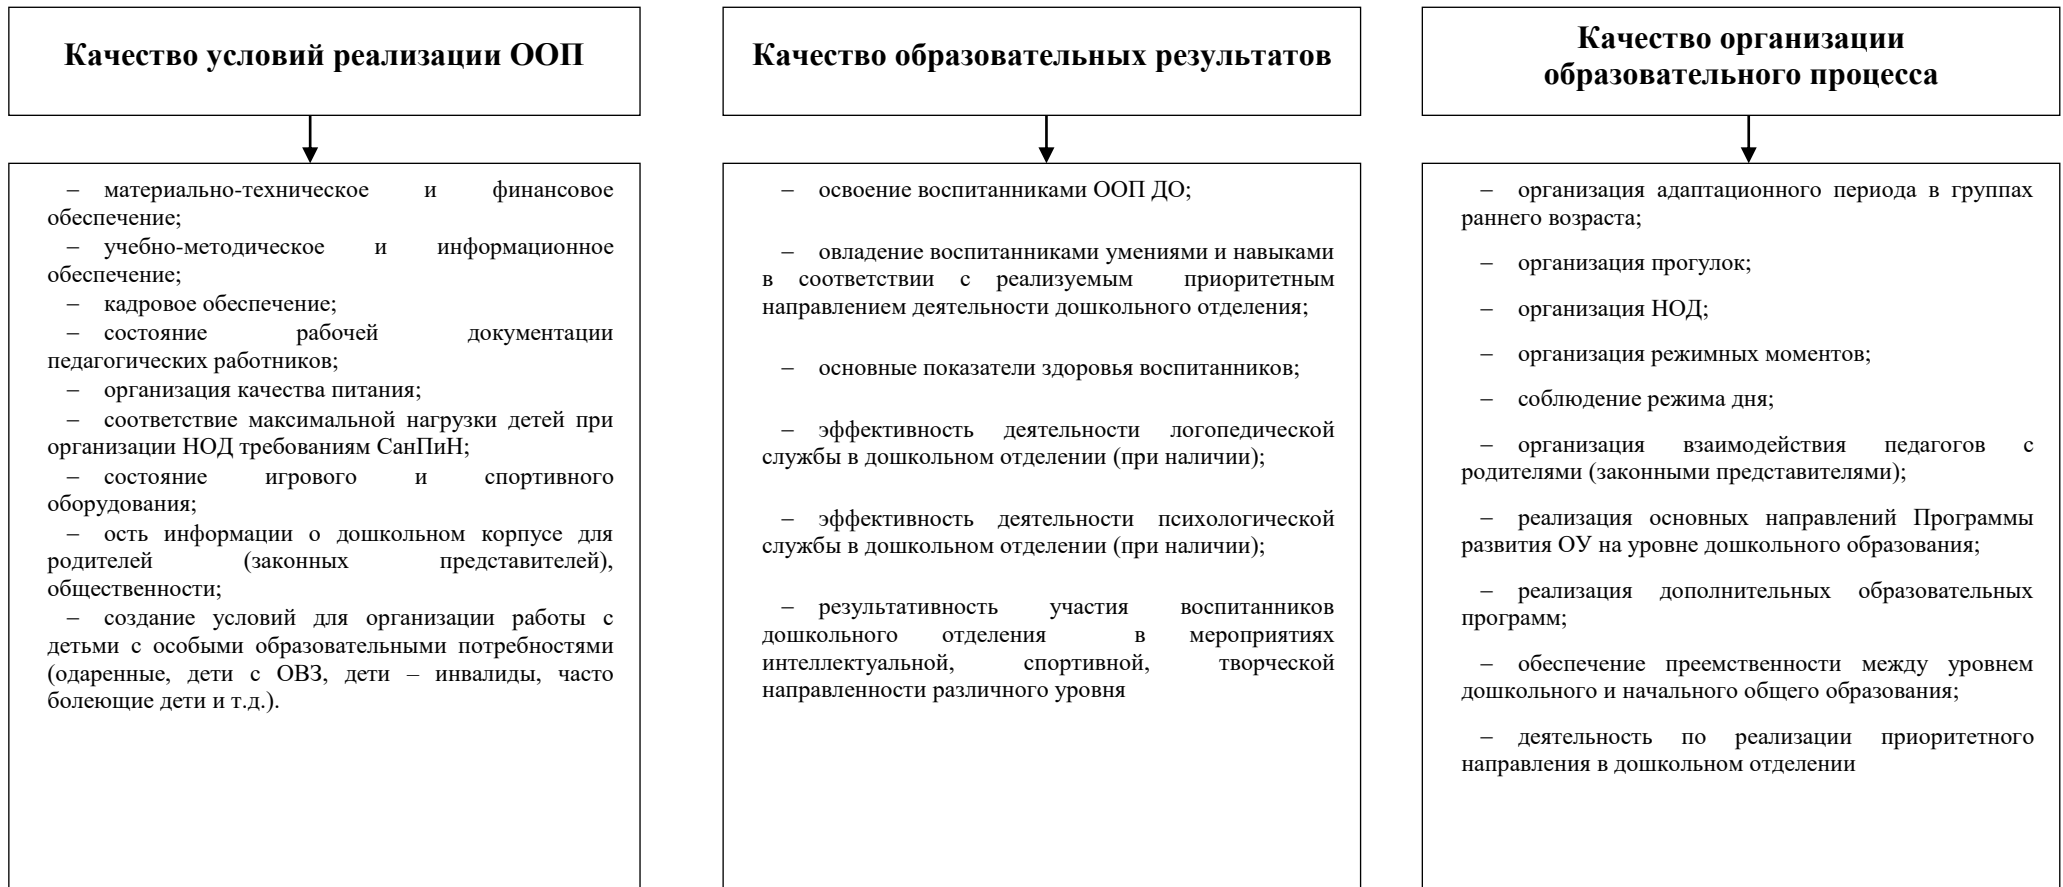 Качество условий реализации ООП
– материально-техническое и финансовое
обеспечение;
– учебно-методическое и информационное
обеспечение;
– кадровое обеспечение;
– состояние рабочей документации
педагогических работников;
– организация качества питания;
– соответствие максимальной нагрузки детей при
организации НОД требованиям СанПиН;
– состояние игрового и спортивного
оборудования;
– ость информации о дошкольном корпусе для
родителей (законных представителей),
общественности;
– создание условий для организации работы с
детьми с особыми образовательными потребностями
(одаренные, дети с ОВЗ, дети – инвалиды, часто
болеющие дети и т.д.).
Качество образовательных результатов
– освоение воспитанниками ООП ДО;
– овладение воспитанниками умениями и навыками
в соответствии с реализуемым приоритетным
направлением деятельности дошкольного отделения;
– основные показатели здоровья воспитанников;
– эффективность деятельности логопедической
службы в дошкольном отделении (при наличии);
– эффективность деятельности психологической
службы в дошкольном отделении (при наличии);
– результативность участия воспитанников
дошкольного отделения в мероприятиях
интеллектуальной, спортивной, творческой
направленности различного уровня
Качество организации
образовательного процесса
– организация адаптационного периода в группах
раннего возраста;
– организация прогулок;
– организация НОД;
– организация режимных моментов;
– соблюдение режима дня;
– организация взаимодействия педагогов с
родителями (законными представителями);
– реализация основных направлений Программы
развития ОУ на уровне дошкольного образования;
– реализация дополнительных образовательных
программ;
– обеспечение преемственности между уровнем
дошкольного и начального общего образования;
– деятельность по реализации приоритетного
направления в дошкольном отделении